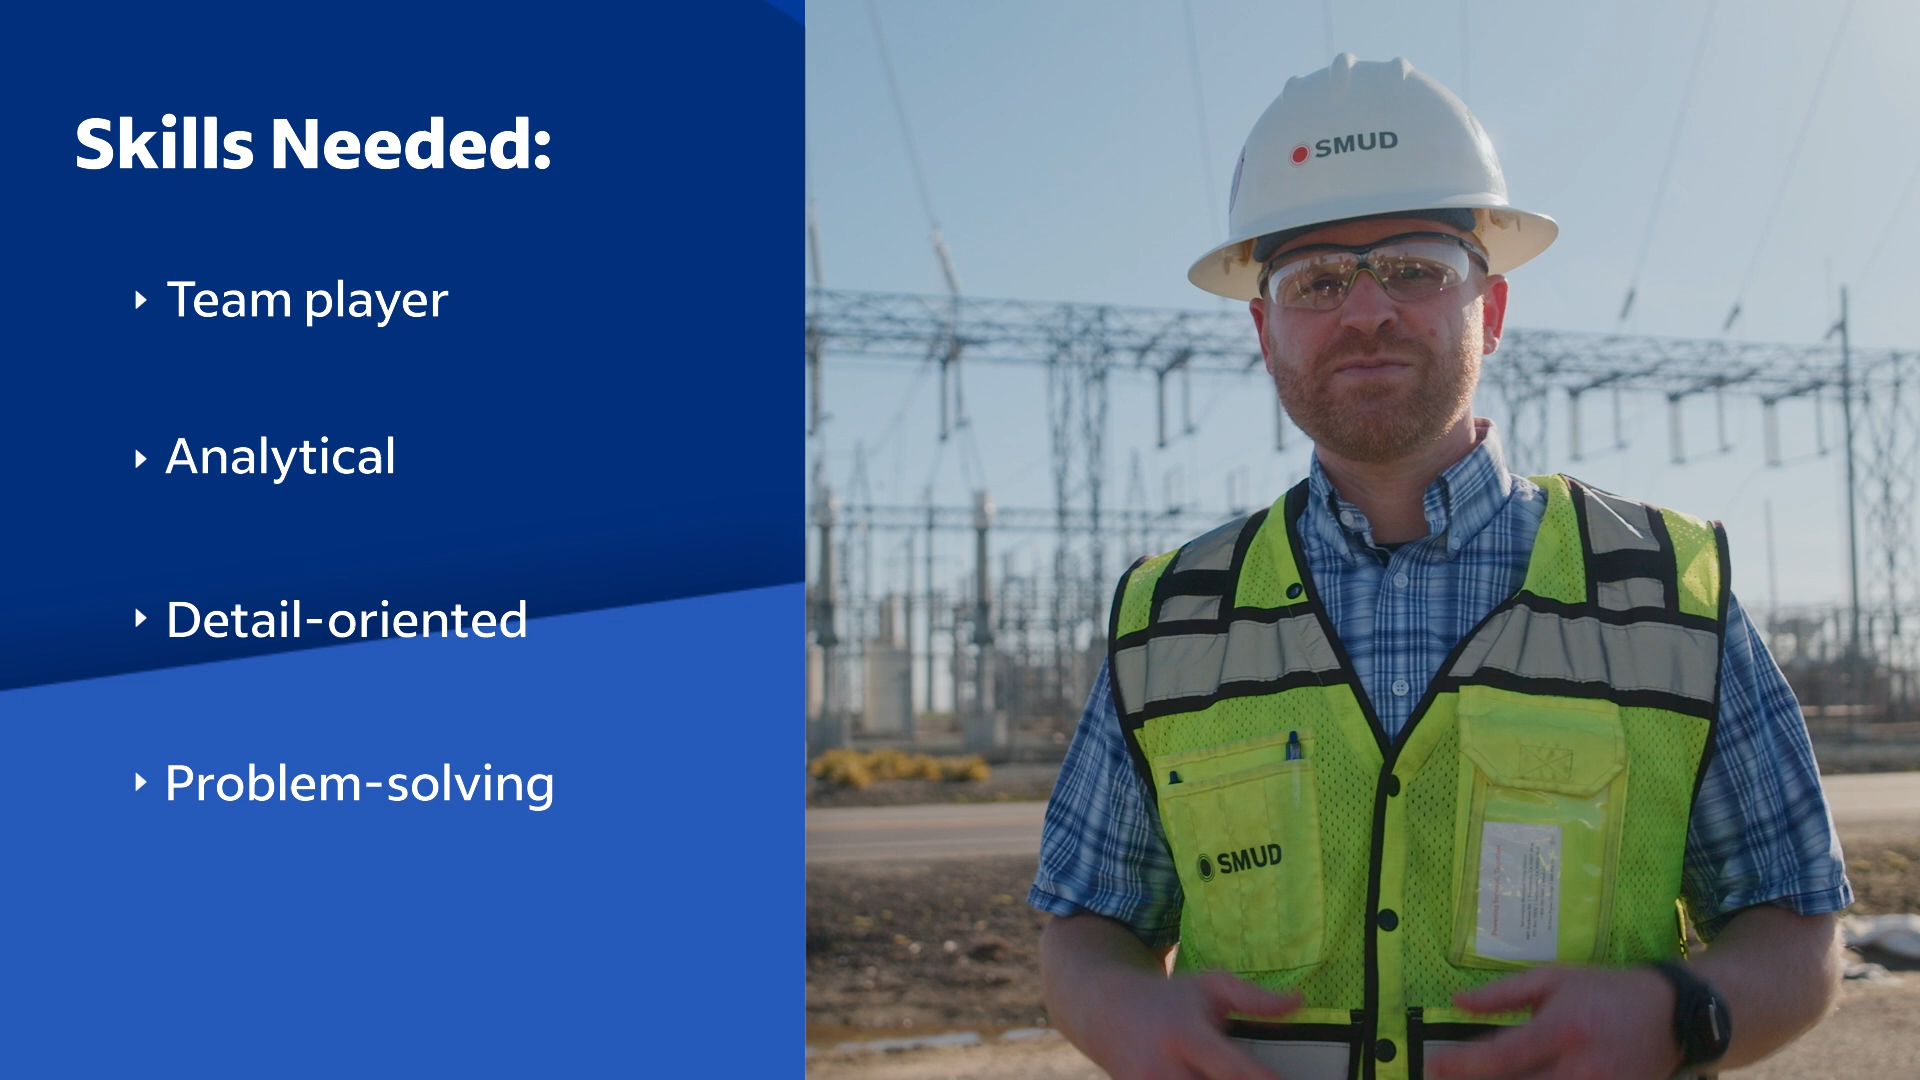 Skills Needed:
Team player
Analytical
Detail-oriented
Problem-solving
SMUD
SMUD